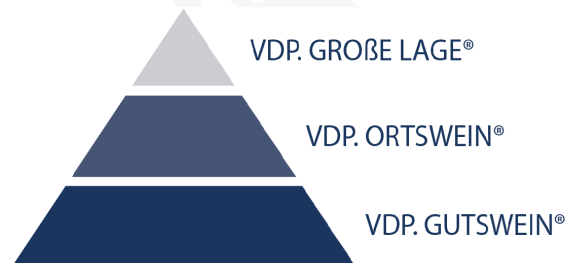 VDP. GROßE LAGE®
VDP. ORTSWEIN®
VDP. GUTSWEIN®